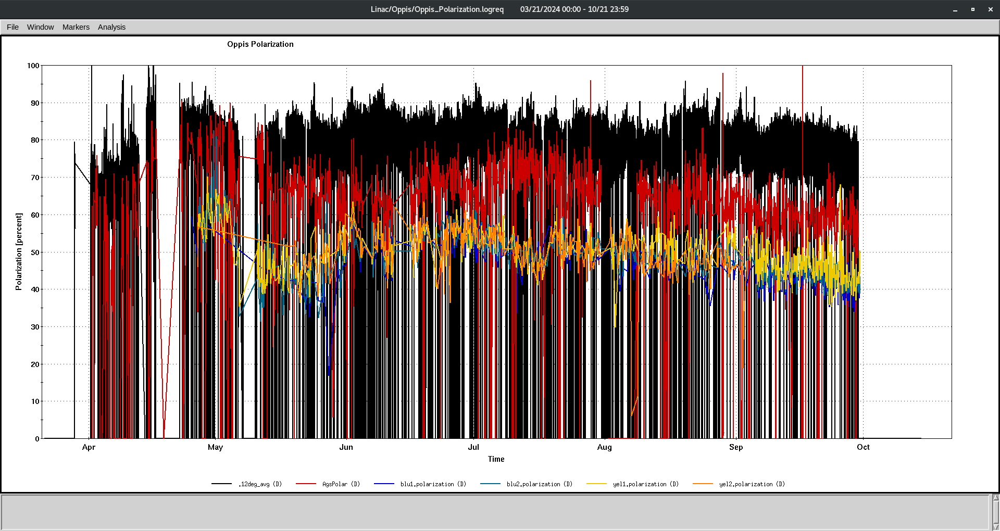 Linac/Oppis/Oppis_Polarization.logreq 03/21/2024 00:00 - 10/21 23:59
File Window Markers Analysis
Oppis Polarization
100
90
80
70
60
50
40
30
20
10
0
Polarization [percent]
Apr May Jun Jul Aug Sep Oct
Time
.12deg_avg (D) AgsPolar (D) blu1.polarization (D) blu2.polarization (D) yel1.polarization (D) yel2.polarization (D)